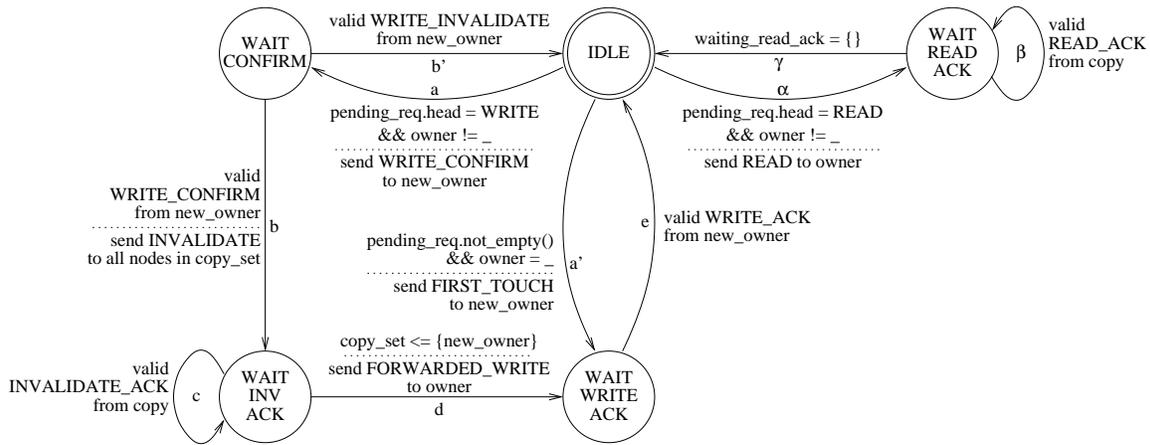 WAIT
CONFIRM
valid WRITE_INVALIDATE
from new_owner
b'
a
pending_req.head = WRITE
&& owner != _
send WRITE_CONFIRM
to new_owner
IDLE
waiting_read_ack = {}
γ
α
pending_req.head = READ
&& owner != _
send READ to owner
WAIT
READ
ACK
β
valid
READ_ACK
from copy
valid
WRITE_CONFIRM
from new_owner
send INVALIDATE
to all nodes in copy_set
b
pending_req.not_empty()
&& owner = _
send FIRST_TOUCH
to new_owner
a'
e
valid WRITE_ACK
from new_owner
valid
INVALIDATE_ACK
from copy
c
WAIT
INV
ACK
copy_set <= {new_owner}
send FORWARDED_WRITE
to owner
d
WAIT
WRITE
ACK